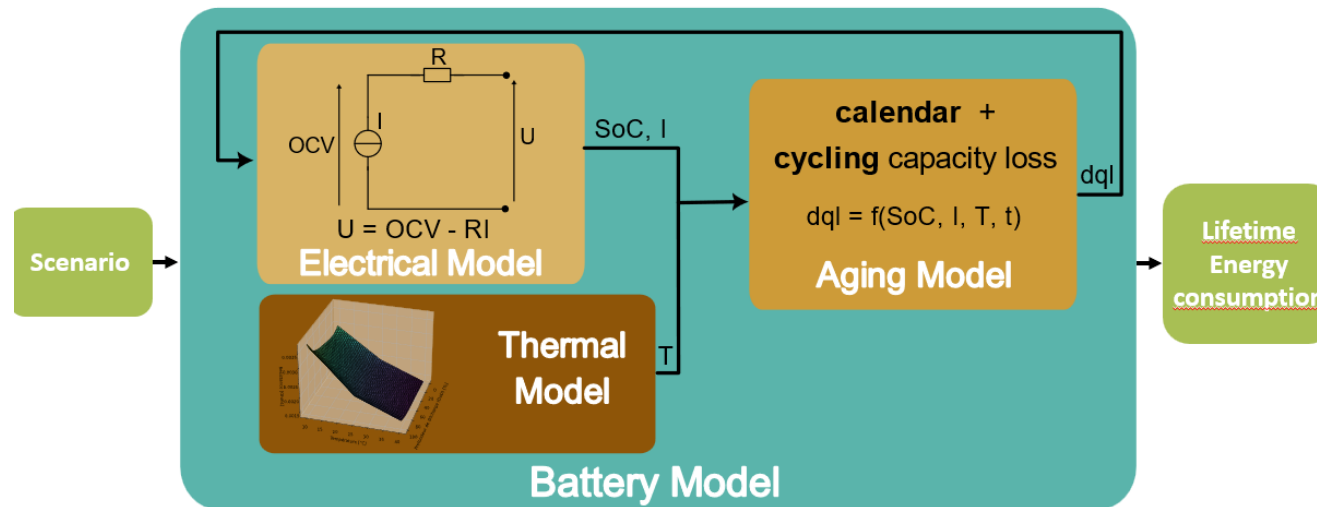 Scenario
R
OCV
I
U
U = OCV - RI
Electrical Model
SoC, I
Thermal
Model
T
calendar +
cycling capacity loss
dql = f(SoC, I, T, t)
Aging Model
dql
Battery Model
Lifetime
Energy
consumption